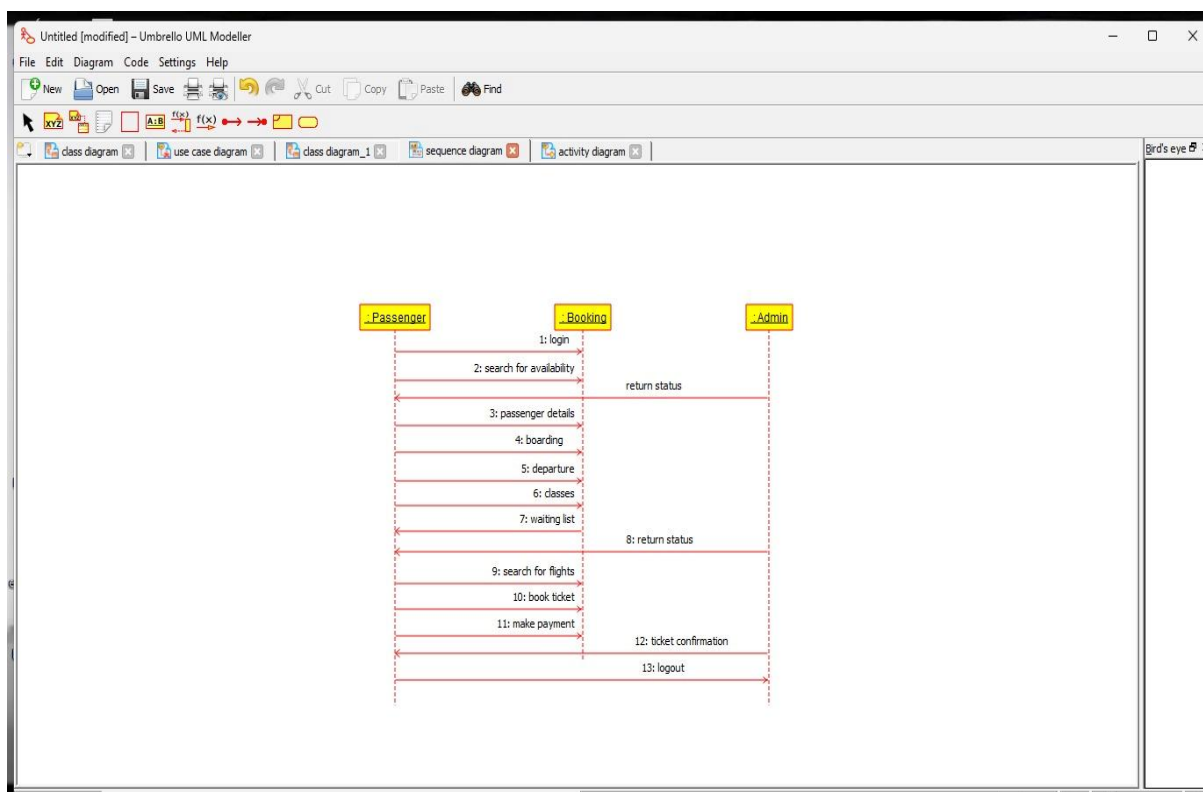 Untitled [modified] – Umbrello UML Modeller
File Edit Diagram Code Settings Help
New Open Save Cut Copy Paste Find
XYZ A:B f(x) f(x)
class diagram use case diagram class diagram_1 sequence diagram activity diagram
Bird's eye
: Passenger : Booking : Admin
1: login
2: search for availability
return status
3: passenger details
4: boarding
5: departure
6: classes
7: waiting list
8: return status
9: search for flights
10: book ticket
11: make payment
12: ticket confirmation
13: logout